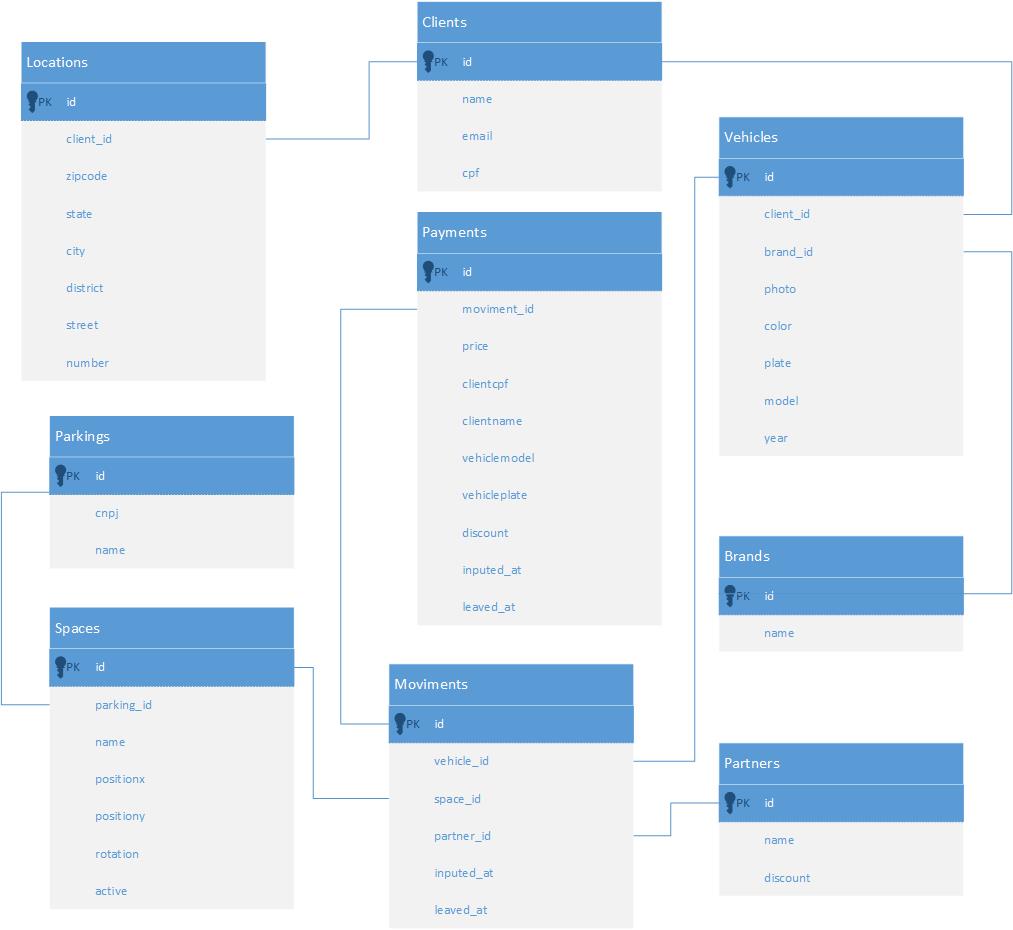 Clients
PK id
name
email
cpf
Locations
PK id
client_id
zipcode
state
city
district
street
number
Vehicles
PK id
client_id
brand_id
photo
color
plate
model
year
Payments
PK id
moviment_id
price
clientcpf
clientname
vehiclemodel
vehicleplate
discount
inputed_at
leaved_at
Parkings
PK id
cnpj
name
Brands
PK id
name
Spaces
PK id
parking_id
name
positionx
positiony
rotation
active
Moviments
PK id
vehicle_id
space_id
partner_id
inputed_at
leaved_at
Partners
PK id
name
discount